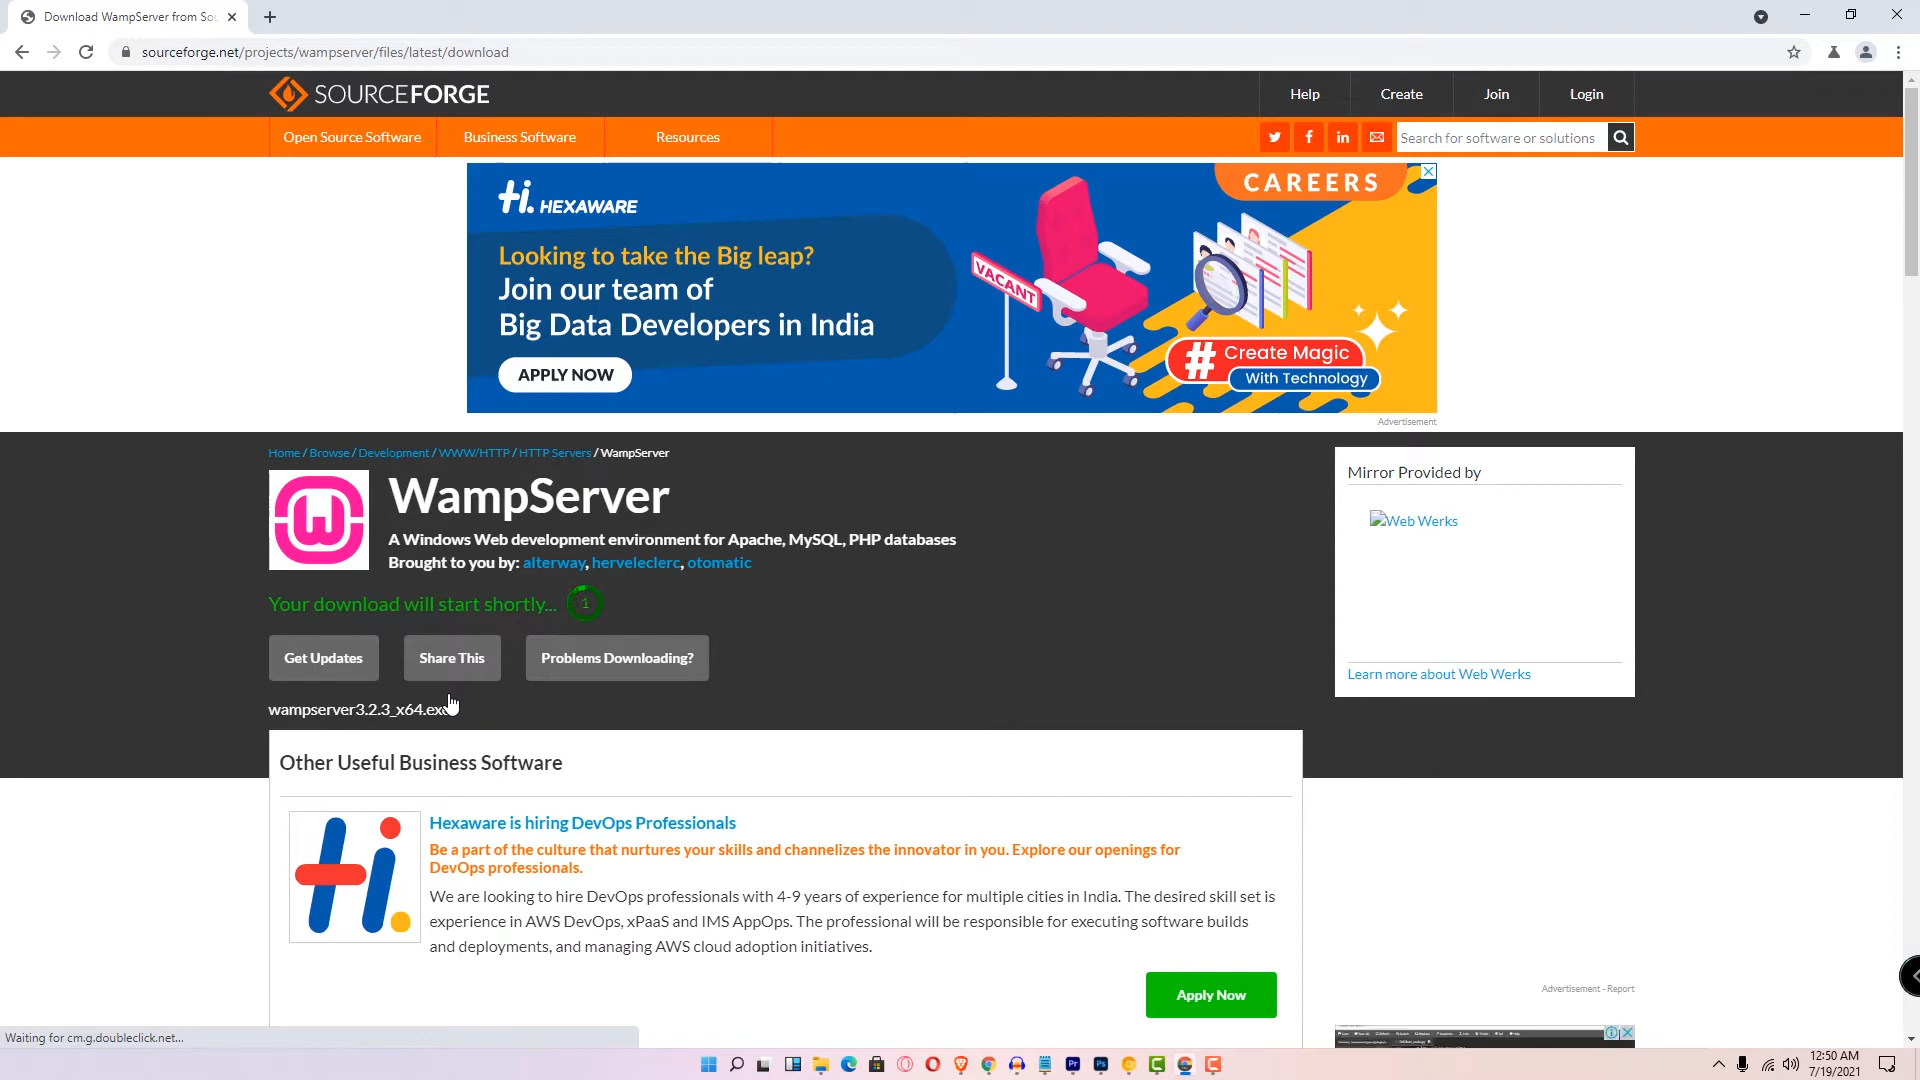 Download WampServer from Sou
sourceforge.net/projects/wampserver/files/latest/download
SOURCEFORGE
Help
Create
Join
Login
Open Source Software
Business Software
Resources
Search for software or solutions
Hi. HEXAWARE
CAREERS
Looking to take the Big leap?
Join our team of
Big Data Developers in India
VACANT
APPLY NOW
# Create Magic
With Technology
Advertisement
Home / Browse / Development / WWW/HTTP / HTTP Servers / WampServer
WampServer
A Windows Web development environment for Apache, MySQL, PHP databases
Brought to you by: alterway, herveleclerc, otomatic
Your download will start shortly... 1
Get Updates
Share This
Problems Downloading?
wampserver3.2.3_x64.exe
Mirror Provided by
Web Werks
Learn more about Web Werks
Other Useful Business Software
Hexaware is hiring DevOps Professionals
Be a part of the culture that nurtures your skills and channelizes the innovator in you. Explore our openings for
DevOps professionals.
We are looking to hire DevOps professionals with 4-9 years of experience for multiple cities in India. The desired skill set is
experience in AWS DevOps, xPaaS and IMS AppOps. The professional will be responsible for executing software builds
and deployments, and managing AWS cloud adoption initiatives.
Apply Now
Advertisement - Report
Waiting for cm.g.doubleclick.net...
12:50 AM
7/19/2021